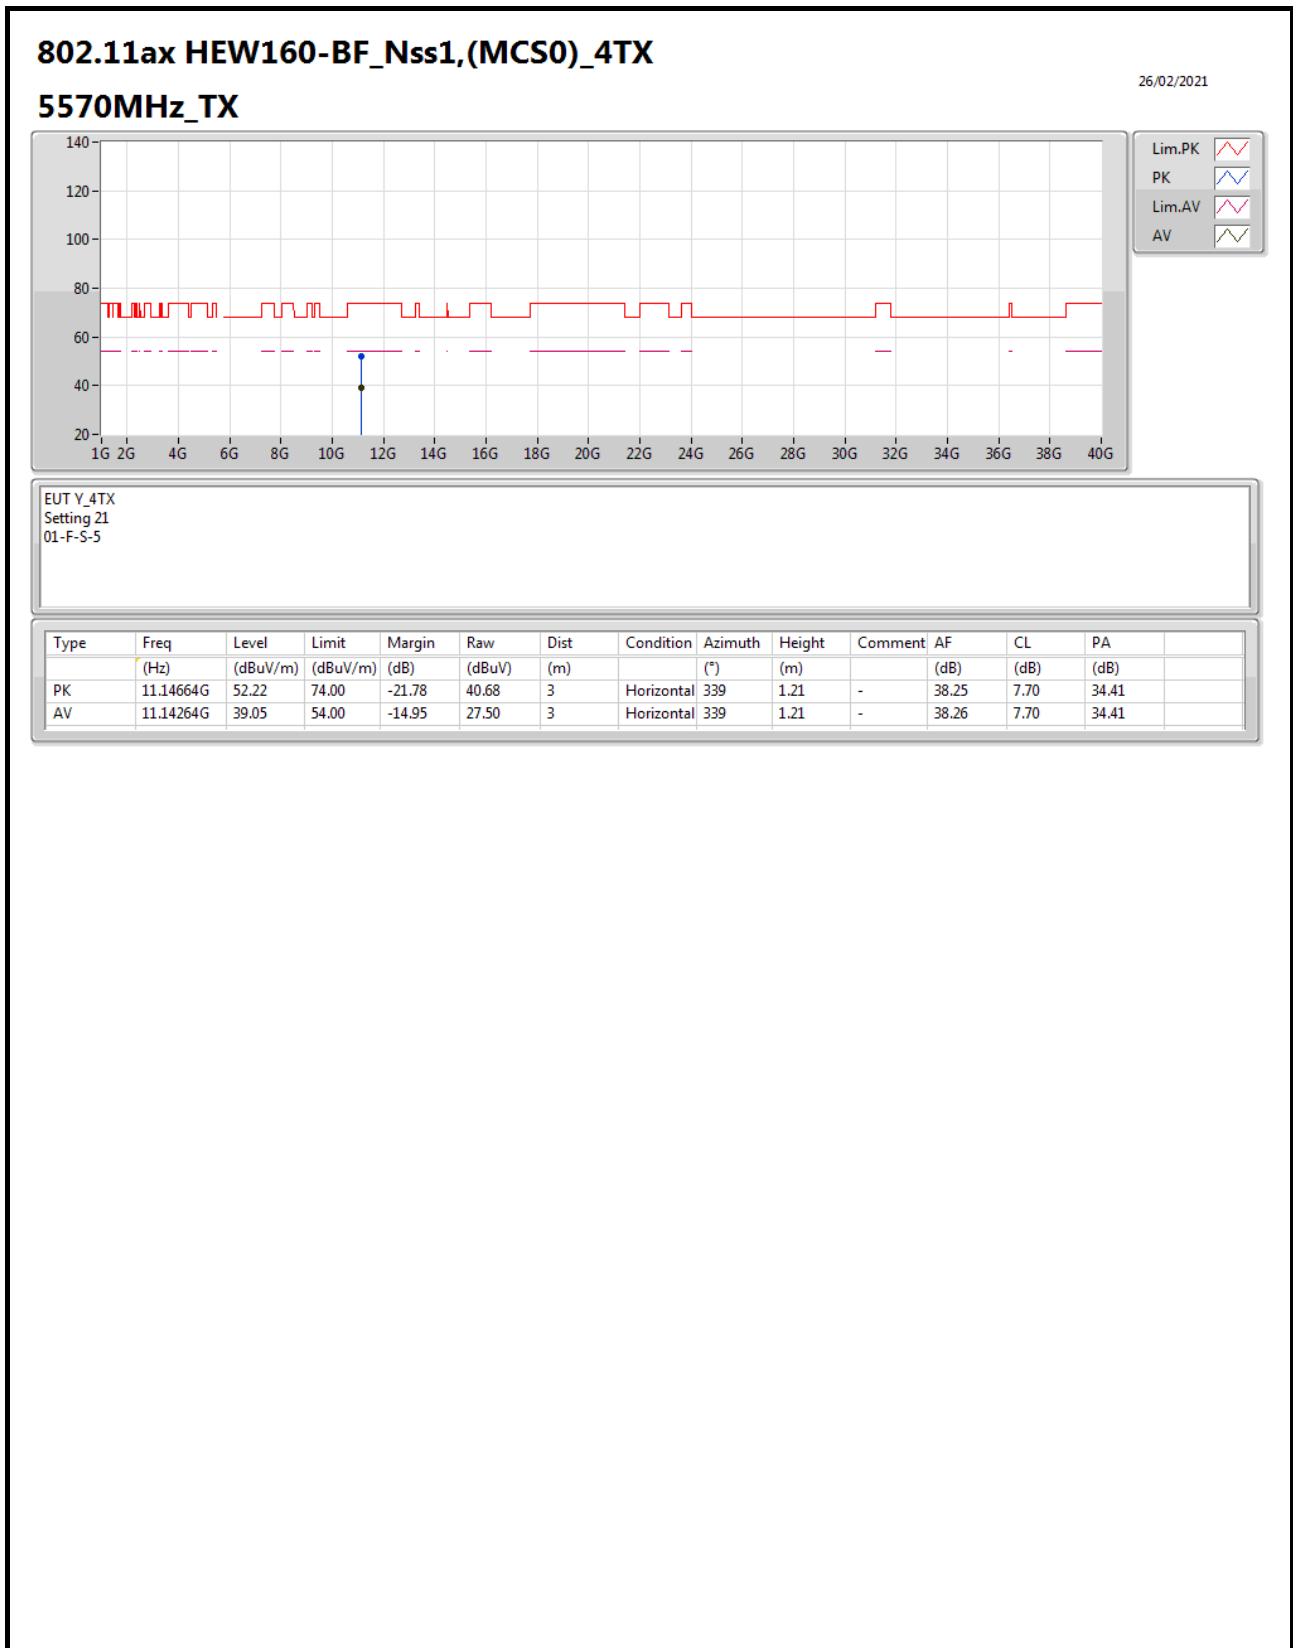 802.11ax HEW160-BF_Nss1,(MCS0)_4TX
26/02/2021
5570MHz_TX
140
120
100
80
60
40
20
1G 2G 4G 6G 8G 10G 12G 14G 16G 18G 20G 22G 24G 26G 28G 30G 32G 34G 36G 38G 40G
Lim.PK
PK
Lim.AV
AV
EUT Y_4TX
Setting 21
01-F-S-5
Type Freq Level Limit Margin Raw Dist Condition Azimuth Height Comment AF CL PA
(Hz) (dBuV/m) (dBuV/m) (dB) (dBuV) (m) (°) (m) (dB) (dB) (dB)
PK 11.14664G 52.22 74.00 -21.78 40.68 3 Horizontal 339 1.21 - 38.25 7.70 34.41
AV 11.14264G 39.05 54.00 -14.95 27.50 3 Horizontal 339 1.21 - 38.26 7.70 34.41